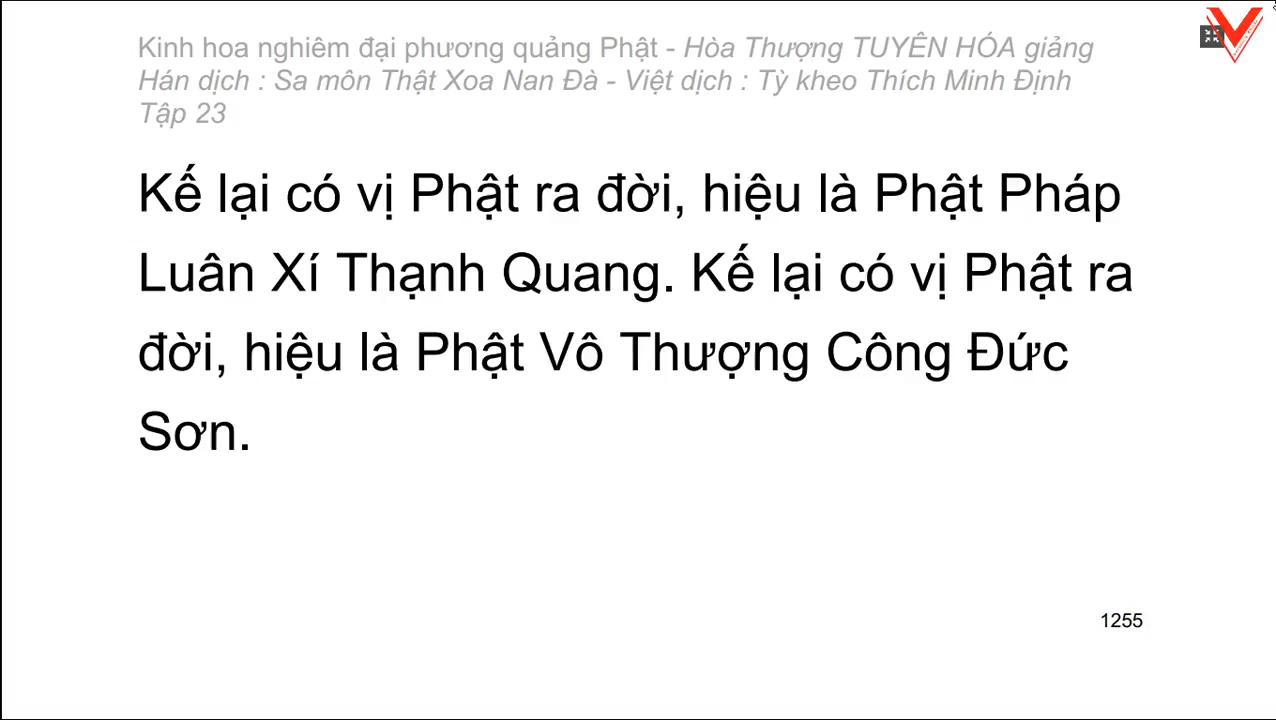 Kinh hoa nghiêm đại phương quảng Phật - Hòa Thượng TUYÊN HÓA giảng
Hán dịch : Sa môn Thật Xoa Nan Đà - Việt dịch : Tỳ kheo Thích Minh Định
Tập 23
Kế lại có vị Phật ra đời, hiệu là Phật Pháp
Luân Xí Thạnh Quang. Kế lại có vị Phật ra
đời, hiệu là Phật Vô Thượng Công Đức
Sơn.
1255